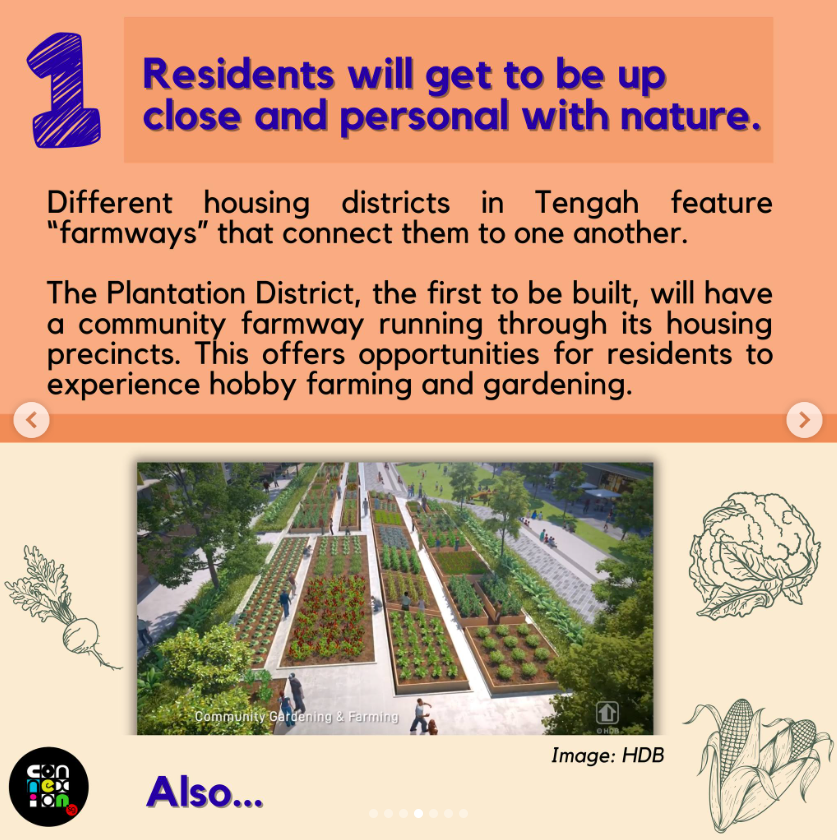 1
Residents will get to be up
close and personal with nature.
Different housing districts in Tengah feature
“farmways” that connect them to one another.
The Plantation District, the first to be built, will have
a community farmway running through its housing
precincts. This offers opportunities for residents to
experience hobby farming and gardening.
Community Gardening & Farming
© HDB
Image: HDB
con
nex
ion
Also...